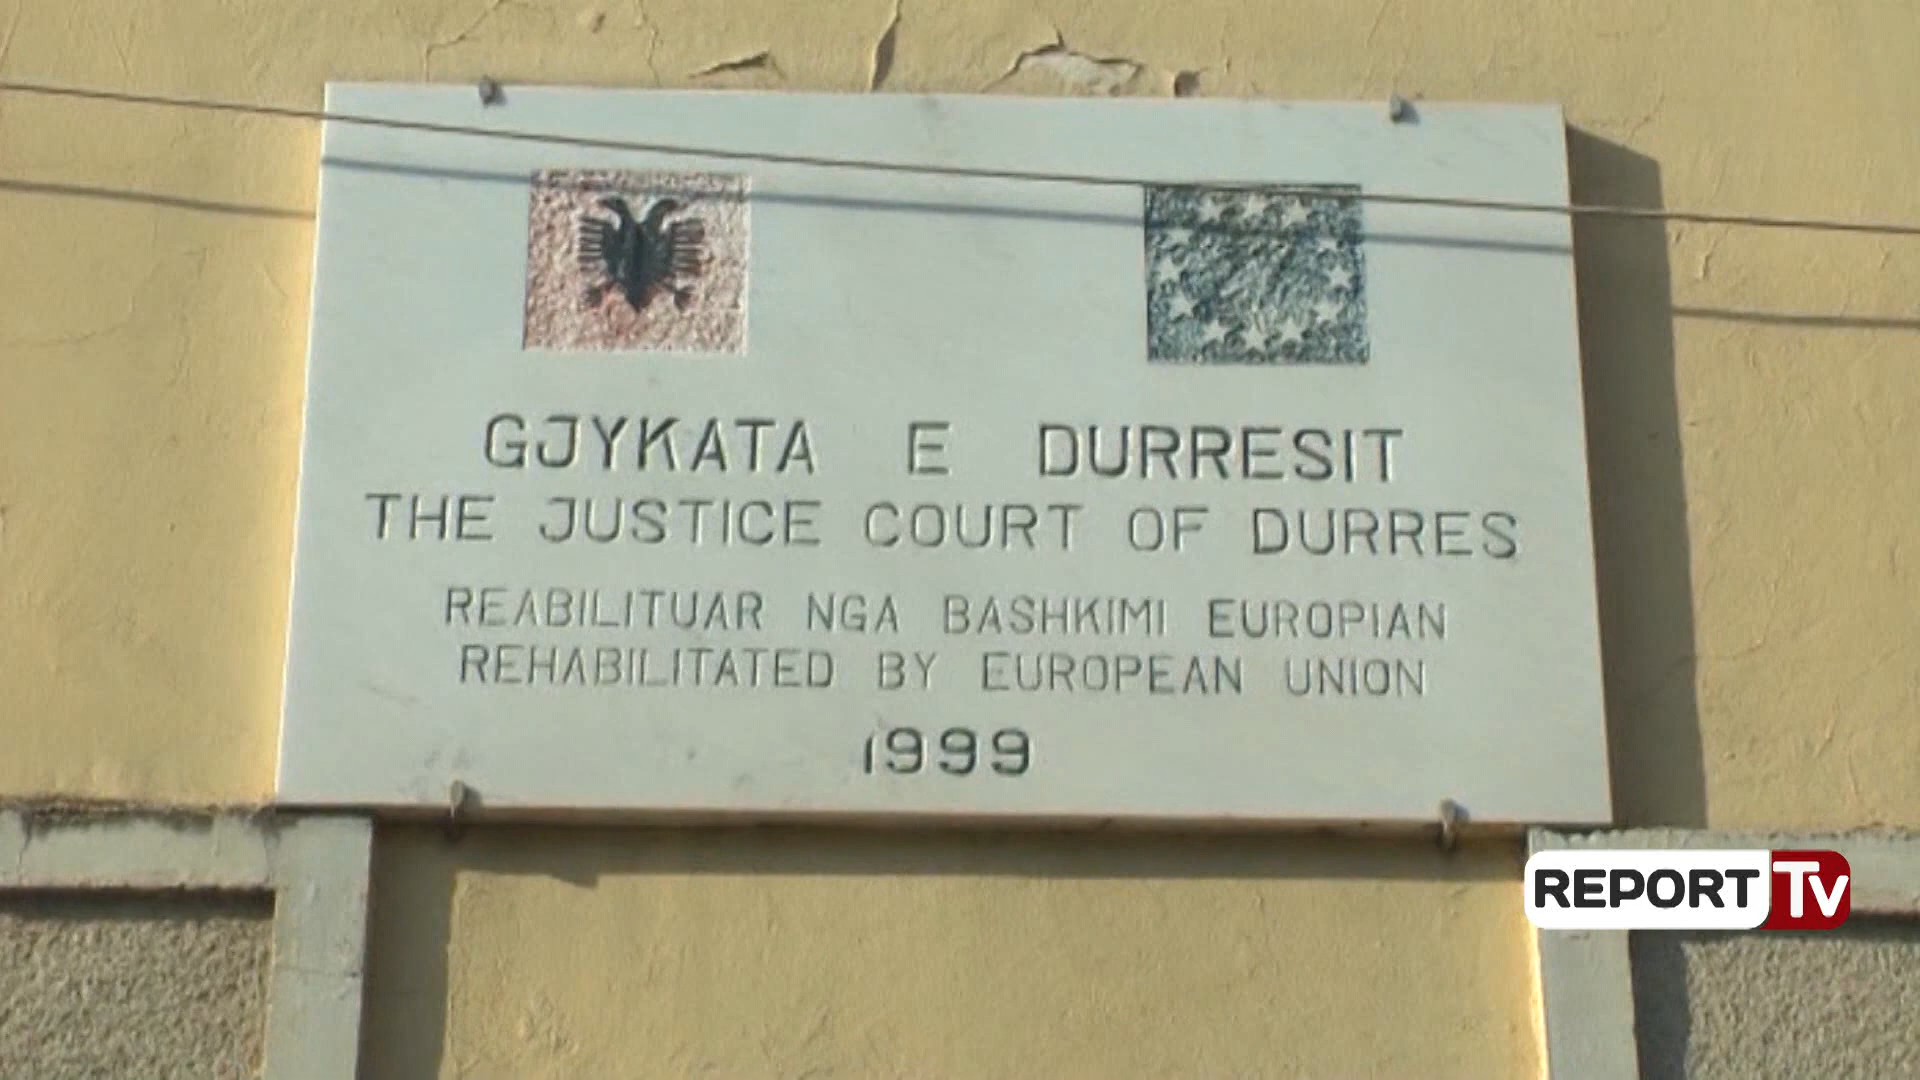 GJYKATA E DURRESIT
THE JUSTICE COURT OF DURRES
REABILITUAR NGA BASHKIMI EUROPIAN
REHABILITATED BY EUROPEAN UNION
1999
REPORT TV